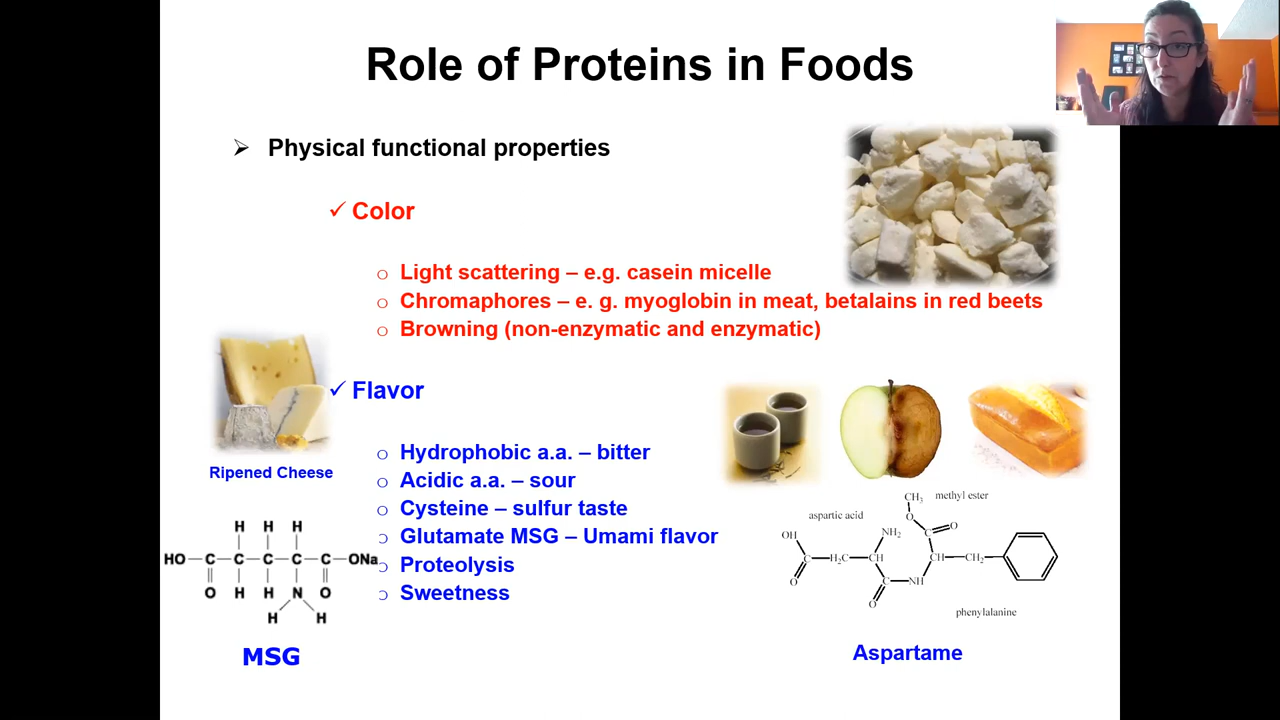 Role of Proteins in Foods
➢ Physical functional properties
✓ Color
o Light scattering – e.g. casein micelle
o Chromaphores – e. g. myoglobin in meat, betalains in red beets
o Browning (non-enzymatic and enzymatic)
✓ Flavor
o Hydrophobic a.a. – bitter
o Acidic a.a. – sour
o Cysteine – sulfur taste
o Glutamate MSG – Umami flavor
o Proteolysis
o Sweetness
Ripened Cheese
H H H
HO C C C C C ONa
O H H N O
H H
MSG
CH3 methyl ester
aspartic acid
O
OH NH2 C O
C H2C CH CH CH2
O C NH
O
phenylalanine
Aspartame